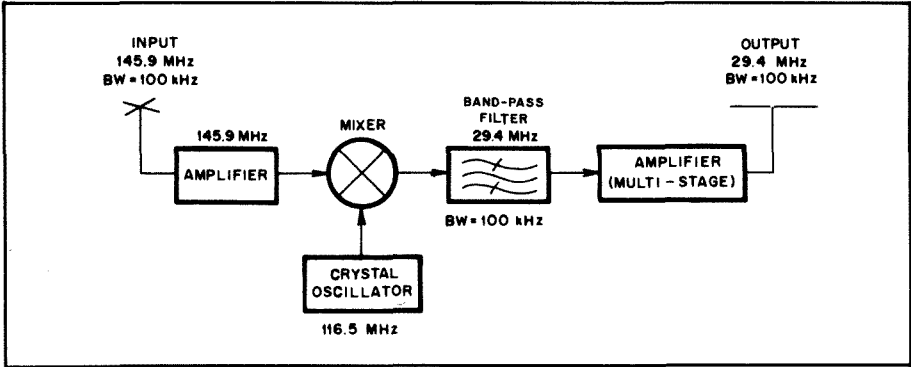 INPUT
145.9 MHz
BW = 100 kHz
OUTPUT
29.4 MHz
BW = 100 kHz
145.9 MHz
AMPLIFIER
MIXER
BAND-PASS
FILTER
29.4 MHz
BW = 100 kHz
AMPLIFIER
(MULTI - STAGE)
CRYSTAL
OSCILLATOR
116.5 MHz